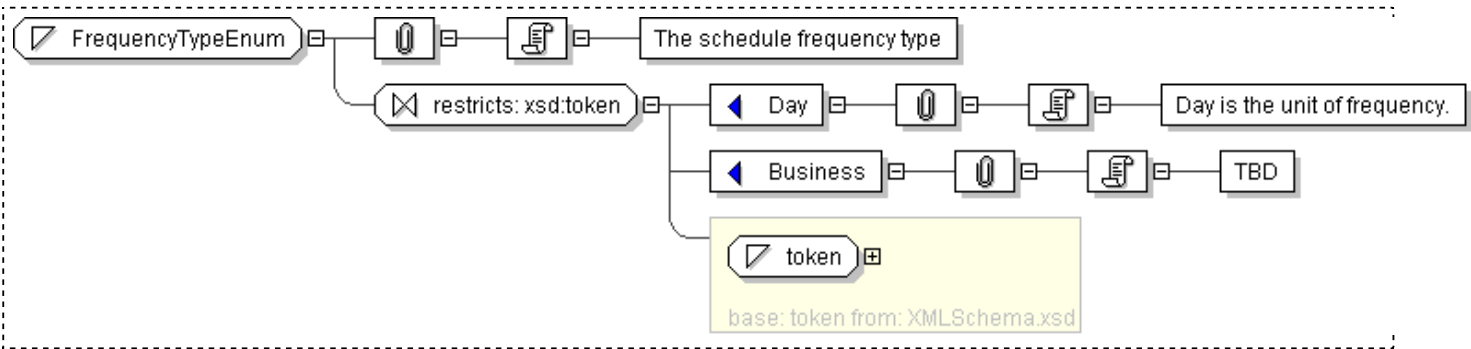 FrequencyTypeEnum
The schedule frequency type
restricts: xsd:token
Day
Day is the unit of frequency.
Business
TBD
token
base: token from: XMLSchema.xsd